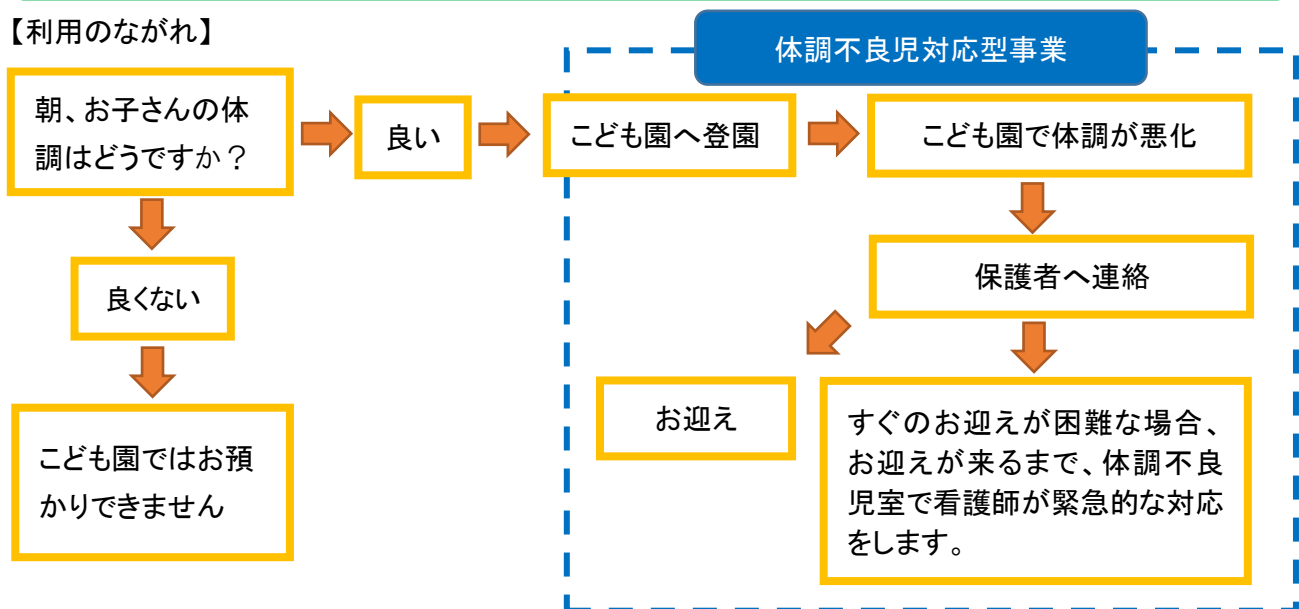 【利用のながれ】
体調不良児対応型事業
朝、お子さんの体
調はどうですか？
良い
こども園へ登園
こども園で体調が悪化
良くない
保護者へ連絡
こども園ではお預
かりできません
お迎え
すぐのお迎えが困難な場合、
お迎えが来るまで、体調不良
児室で看護師が緊急的な対応
をします。